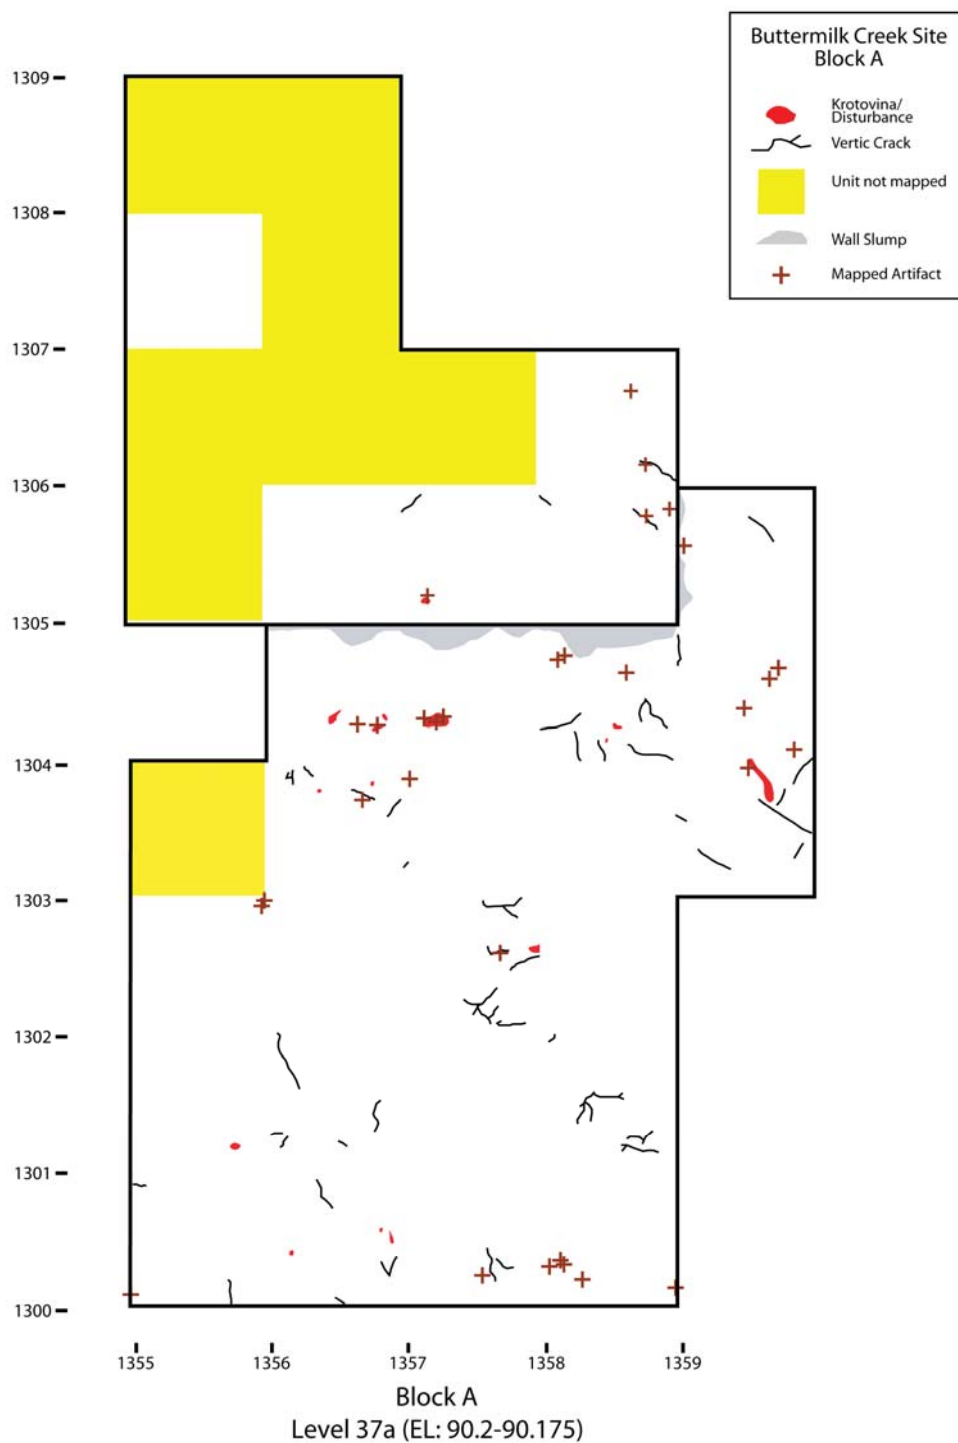 Buttermilk Creek Site
Block A
Krotovina/
Disturbance
Vertic Crack
Unit not mapped
Wall Slump
Mapped Artifact
1309
1308
1307
1306
1305
1304
1303
1302
1301
1300
1355 1356 1357 1358 1359
Block A
Level 37a (EL: 90.2-90.175)